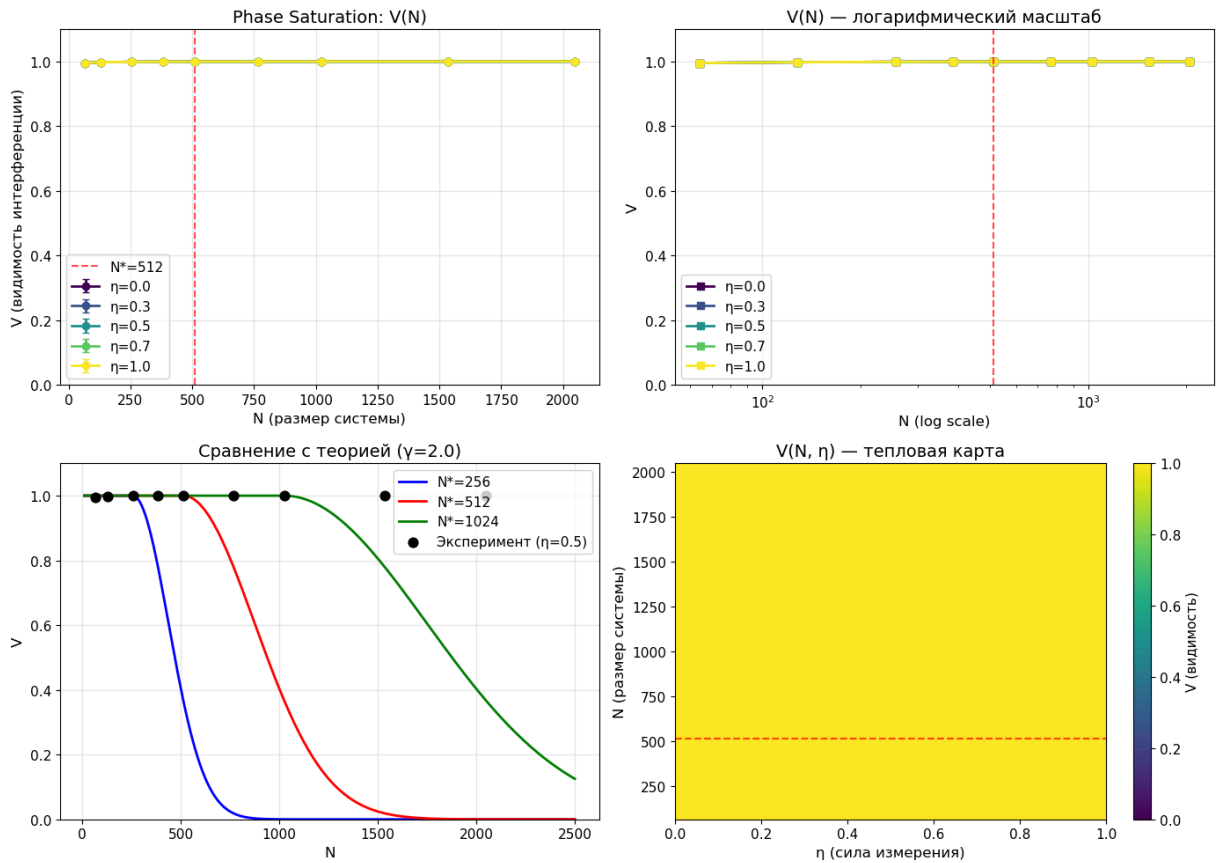 Phase Saturation: V(N)
V (видимость интерференции)
1.0
0.8
0.6
0.4
0.2
0.0
N*=512
η=0.0
η=0.3
η=0.5
η=0.7
η=1.0
0 250 500 750 1000 1250 1500 1750 2000
N (размер системы)
V(N) — логарифмический масштаб
V
1.0
0.8
0.6
0.4
0.2
0.0
η=0.0
η=0.3
η=0.5
η=0.7
η=1.0
10² 10³
N (log scale)
Сравнение с теорией (γ=2.0)
V
1.0
0.8
0.6
0.4
0.2
0.0
N*=256
N*=512
N*=1024
Эксперимент (η=0.5)
0 500 1000 1500 2000 2500
N
V(N, η) — тепловая карта
N (размер системы)
2000
1750
1500
1250
1000
750
500
250
0.0 0.2 0.4 0.6 0.8 1.0
η (сила измерения)
1.0
0.8
0.6
0.4
0.2
0.0
V (видимость)